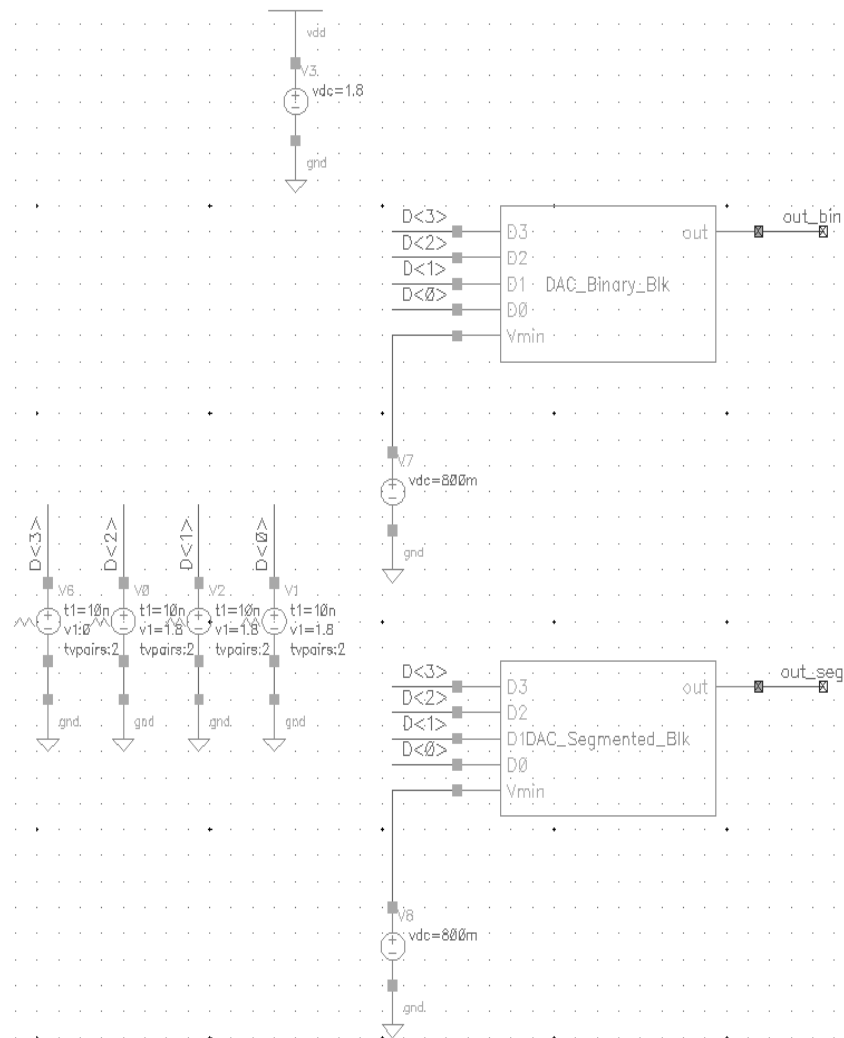 vdd
V3
vdc=1.8
gnd
D<3>
D<2>
D<1>
D<0>
D3
D2
D1
D0
Vmin
DAC_Binary_Blk
out
out_bin
V7
vdc=800m
gnd
D<3>
D<2>
D<1>
D<0>
V6
t1=10n
v1:0
tvpairs:2
gnd
V0
t1=10n
v1=1.8
tvpairs:2
gnd
V2
t1=10n
v1=1.8
tvpairs:2
gnd
V1
t1=10n
v1=1.8
tvpairs:2
gnd
D<3>
D<2>
D<1>
D<0>
D3
D2
D1
D0
Vmin
DAC_Segmented_Blk
out
out_seg
V8
vdc=800m
gnd